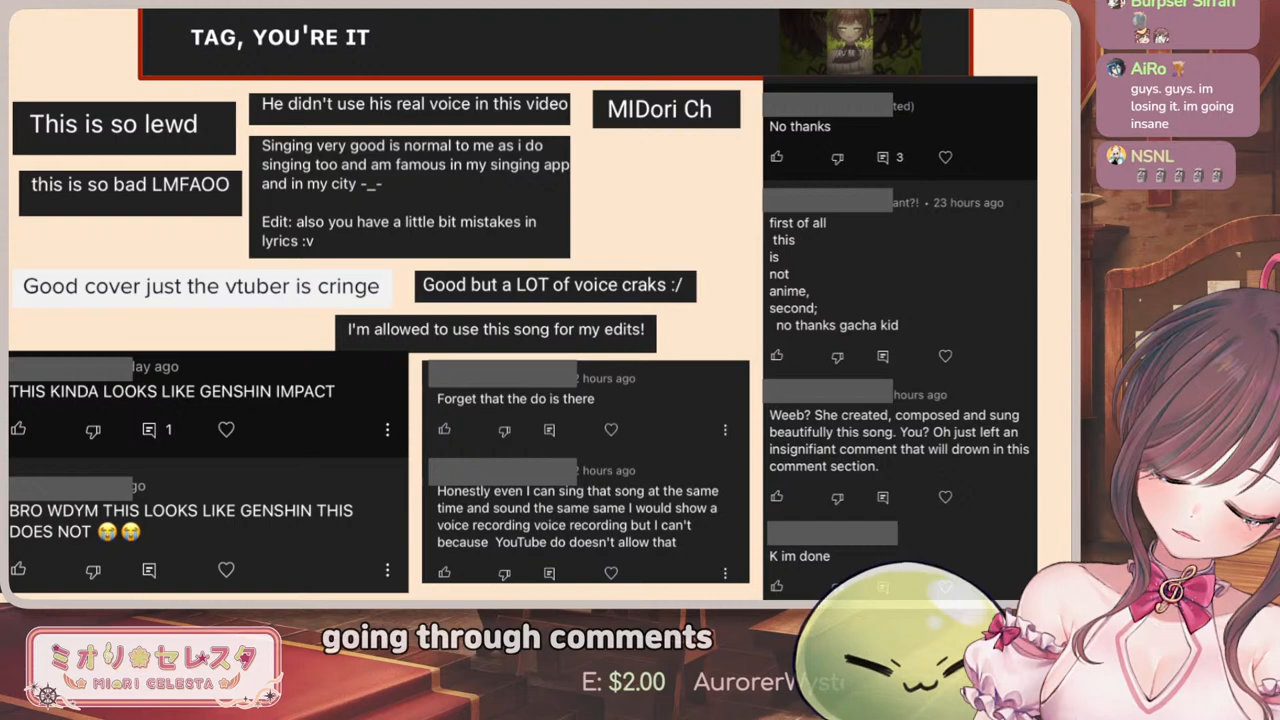 TAG, YOU'RE IT
This is so lewd
this is so bad LMFAOO
He didn't use his real voice in this video
Singing very good is normal to me as i do
singing too and am famous in my singing app
and in my city -_-
Edit: also you have a little bit mistakes in
lyrics :v
MIDori Ch
Good cover just the vtuber is cringe
Good but a LOT of voice craks :/
I'm allowed to use this song for my edits!
lay ago
THIS KINDA LOOKS LIKE GENSHIN IMPACT
1
go
BRO WDYM THIS LOOKS LIKE GENSHIN THIS
DOES NOT 😭😭
2 hours ago
Forget that the do is there
2 hours ago
Honestly even I can sing that song at the same
time and sound the same same I would show a
voice recording voice recording but I can't
because YouTube do doesn't allow that
ted)
No thanks
3
ant?! • 23 hours ago
first of all
this
is
not
anime,
second;
no thanks gacha kid
hours ago
Weeb? She created, composed and sung
beautifully this song. You? Oh just left an
insignifiant comment that will drown in this
comment section.
K im done
Burpser Sirfan
AiRo
guys. guys. im
losing it. im going
insane
NSNL
going through comments
ミオリ セレスタ
MIORI CELESTA
E: $2.00 AurorerWyst